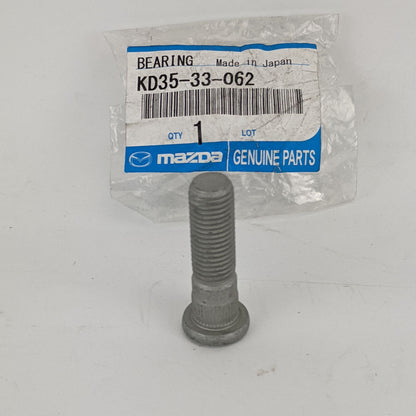 BEARING Made in Japan
KD35-33-062
QTY 1 LOT
mazda GENUINE PARTS